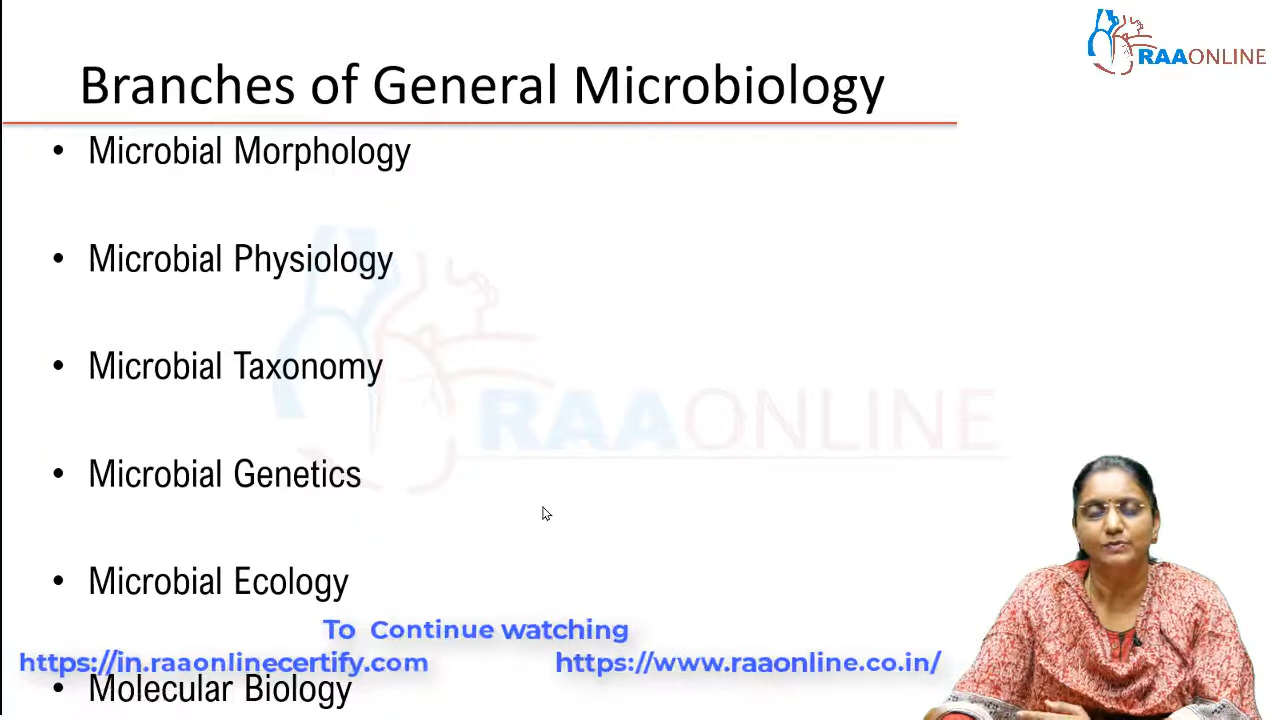 RAAONLINE
Branches of General Microbiology
• Microbial Morphology
• Microbial Physiology
• Microbial Taxonomy
RAAONLINE
• Microbial Genetics
• Microbial Ecology
To Continue watching
https://in.raaonlinecertify.com https://www.raaonline.co.in/
• Molecular Biology